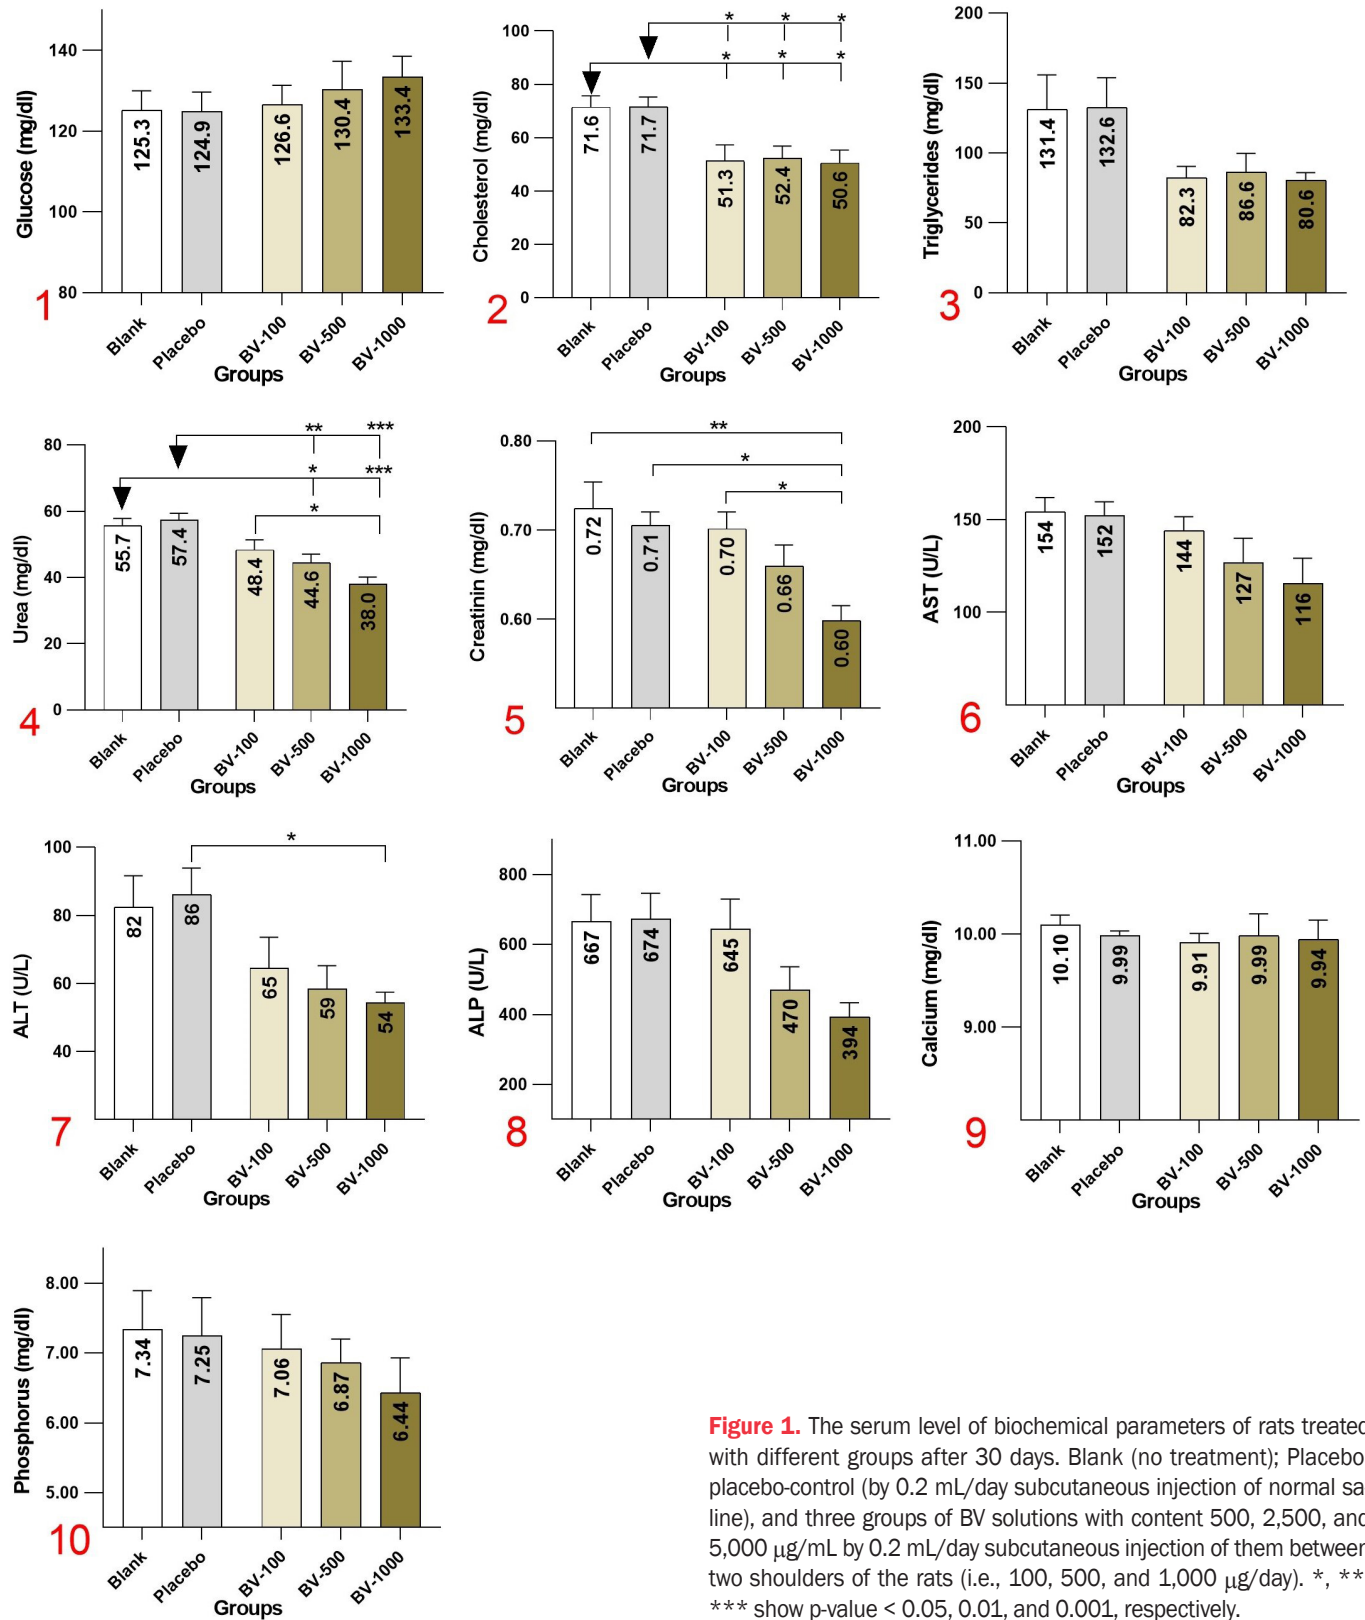 140
120
100
80
Glucose (mg/dl)
125.3
124.9
126.6
130.4
133.4
Blank
Placebo
BV-100
BV-500
BV-1000
Groups
1
100
80
60
40
20
0
Cholesterol (mg/dl)
* * *
* * *
71.6
71.7
51.3
52.4
50.6
Blank
Placebo
BV-100
BV-500
BV-1000
Groups
2
200
150
100
50
0
Triglycerides (mg/dl)
131.4
132.6
82.3
86.6
80.6
Blank
Placebo
BV-100
BV-500
BV-1000
Groups
3
80
60
40
20
0
Urea (mg/dl)
** ***
* ***
*
55.7
57.4
48.4
44.6
38.0
Blank
Placebo
BV-100
BV-500
BV-1000
Groups
4
0.80
0.70
0.60
Creatinin (mg/dl)
**
*
*
0.72
0.71
0.70
0.66
0.60
Blank
Placebo
BV-100
BV-500
BV-1000
Groups
5
200
150
100
AST (U/L)
154
152
144
127
116
Blank
Placebo
BV-100
BV-500
BV-1000
Groups
6
100
80
60
40
ALT (U/L)
*
82
86
65
59
54
Blank
Placebo
BV-100
BV-500
BV-1000
Groups
7
800
600
400
200
ALP (U/L)
667
674
645
470
394
Blank
Placebo
BV-100
BV-500
BV-1000
Groups
8
11.00
10.00
9.00
Calcium (mg/dl)
10.10
9.99
9.91
9.99
9.94
Blank
Placebo
BV-100
BV-500
BV-1000
Groups
9
8.00
7.00
6.00
5.00
Phosphorus (mg/dl)
7.34
7.25
7.06
6.87
6.44
Blank
Placebo
BV-100
BV-500
BV-1000
Groups
10
Figure 1. The serum level of biochemical parameters of rats treated
with different groups after 30 days. Blank (no treatment); Placebo
placebo-control (by 0.2 mL/day subcutaneous injection of normal sa-
line), and three groups of BV solutions with content 500, 2,500, and
5,000 μg/mL by 0.2 mL/day subcutaneous injection of them between
two shoulders of the rats (i.e., 100, 500, and 1,000 μg/day). *, **
*** show p-value < 0.05, 0.01, and 0.001, respectively.